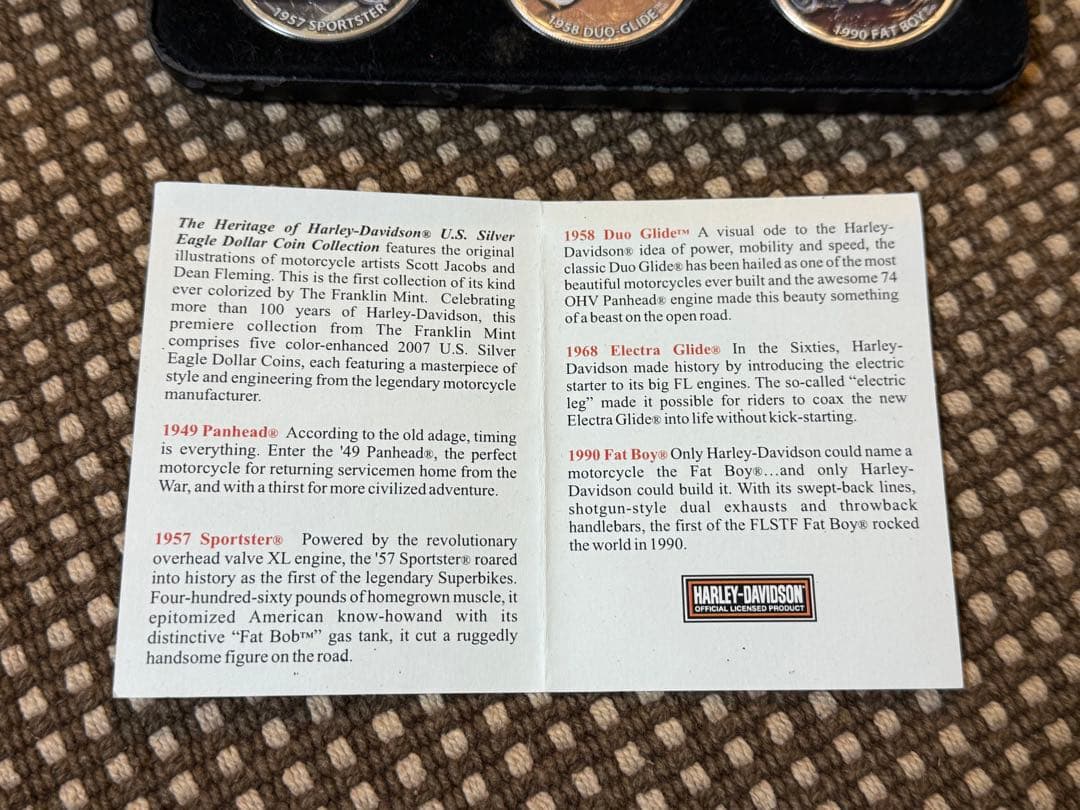 1957 SPORTSTER
1958 DUO-GLIDE™
1990 FAT BOY®
The Heritage of Harley-Davidson® U.S. Silver
Eagle Dollar Coin Collection features the original
illustrations of motorcycle artists Scott Jacobs and
Dean Fleming. This is the first collection of its kind
ever colorized by The Franklin Mint. Celebrating
more than 100 years of Harley-Davidson, this
premiere collection from The Franklin Mint
comprises five color-enhanced 2007 U.S. Silver
Eagle Dollar Coins, each featuring a masterpiece of
style and engineering from the legendary motorcycle
manufacturer.
1949 Panhead® According to the old adage, timing
is everything. Enter the '49 Panhead®, the perfect
motorcycle for returning servicemen home from the
War, and with a thirst for more civilized adventure.
1957 Sportster® Powered by the revolutionary
overhead valve XL engine, the '57 Sportster® roared
into history as the first of the legendary Superbikes.
Four-hundred-sixty pounds of homegrown muscle, it
epitomized American know-howand with its
distinctive “Fat Bob™” gas tank, it cut a ruggedly
handsome figure on the road.
1958 Duo Glide™ A visual ode to the Harley-
Davidson® idea of power, mobility and speed, the
classic Duo Glide® has been hailed as one of the most
beautiful motorcycles ever built and the awesome 74
OHV Panhead® engine made this beauty something
of a beast on the open road.
1968 Electra Glide® In the Sixties, Harley-
Davidson made history by introducing the electric
starter to its big FL engines. The so-called “electric
leg” made it possible for riders to coax the new
Electra Glide® into life without kick-starting.
1990 Fat Boy® Only Harley-Davidson could name a
motorcycle the Fat Boy®...and only Harley-
Davidson could build it. With its swept-back lines,
shotgun-style dual exhausts and throwback
handlebars, the first of the FLSTF Fat Boy® rocked
the world in 1990.
HARLEY-DAVIDSON
OFFICIAL LICENSED PRODUCT